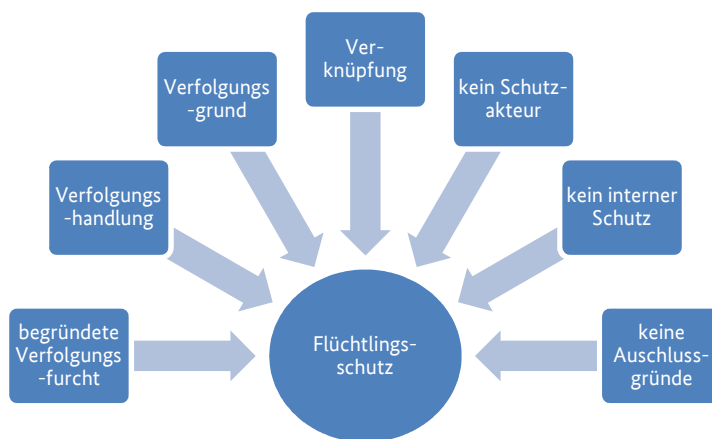 begründete
Verfolgungs
-furcht
Verfolgungs
-handlung
Verfolgungs
-grund
Ver-
knüpfung
kein Schutz-
akteur
kein interner
Schutz
keine
Auschluss-
gründe
Flüchtlings-
schutz